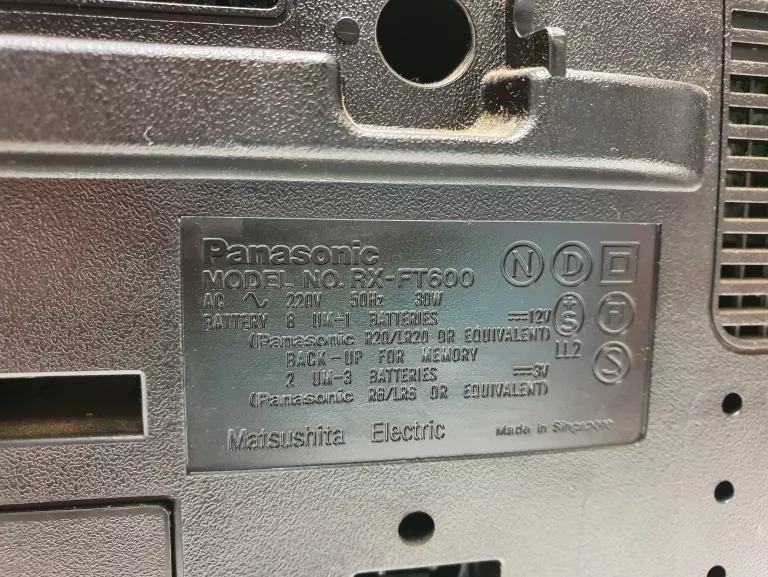 Panasonic
MODEL NO. RX-FT600
AC ∿ 220V 50Hz 30W
BATTERY 8 UM-1 BATTERIES ⎓12V
(Panasonic R20/LR20 OR EQUIVALENT)
BACK-UP FOR MEMORY
2 UM-3 BATTERIES ⎓3V
(Panasonic R6/LR6 OR EQUIVALENT)
Matsushita Electric
Made in Singapore
N D
+S
LL2
S